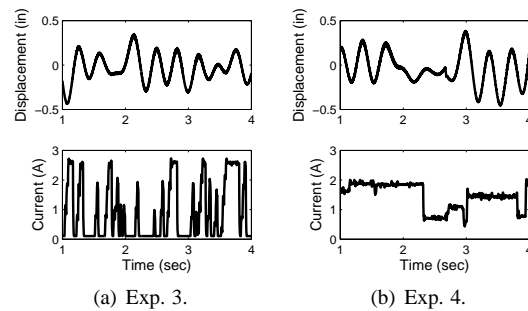 Displacement (in)
0.5
0
−0.5
1 2 3 4
Current (A)
3
2
1
0
1 2 3 4
Time (sec)
(a) Exp. 3.
Displacement (in)
0.5
0
−0.5
1 2 3 4
Current (A)
3
2
1
0
1 2 3 4
Time (sec)
(b) Exp. 4.